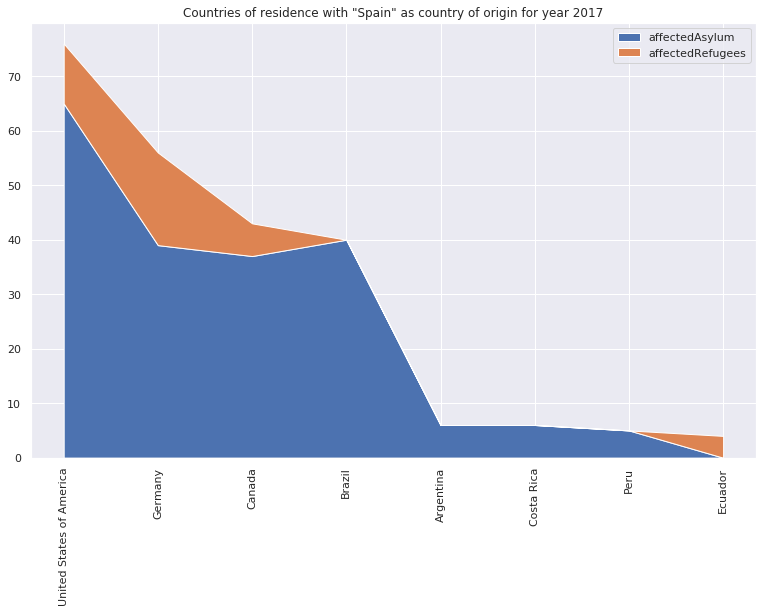 Countries of residence with "Spain" as country of origin for year 2017
affectedAsylum
affectedRefugees
70
60
50
40
30
20
10
0
United States of America
Germany
Canada
Brazil
Argentina
Costa Rica
Peru
Ecuador